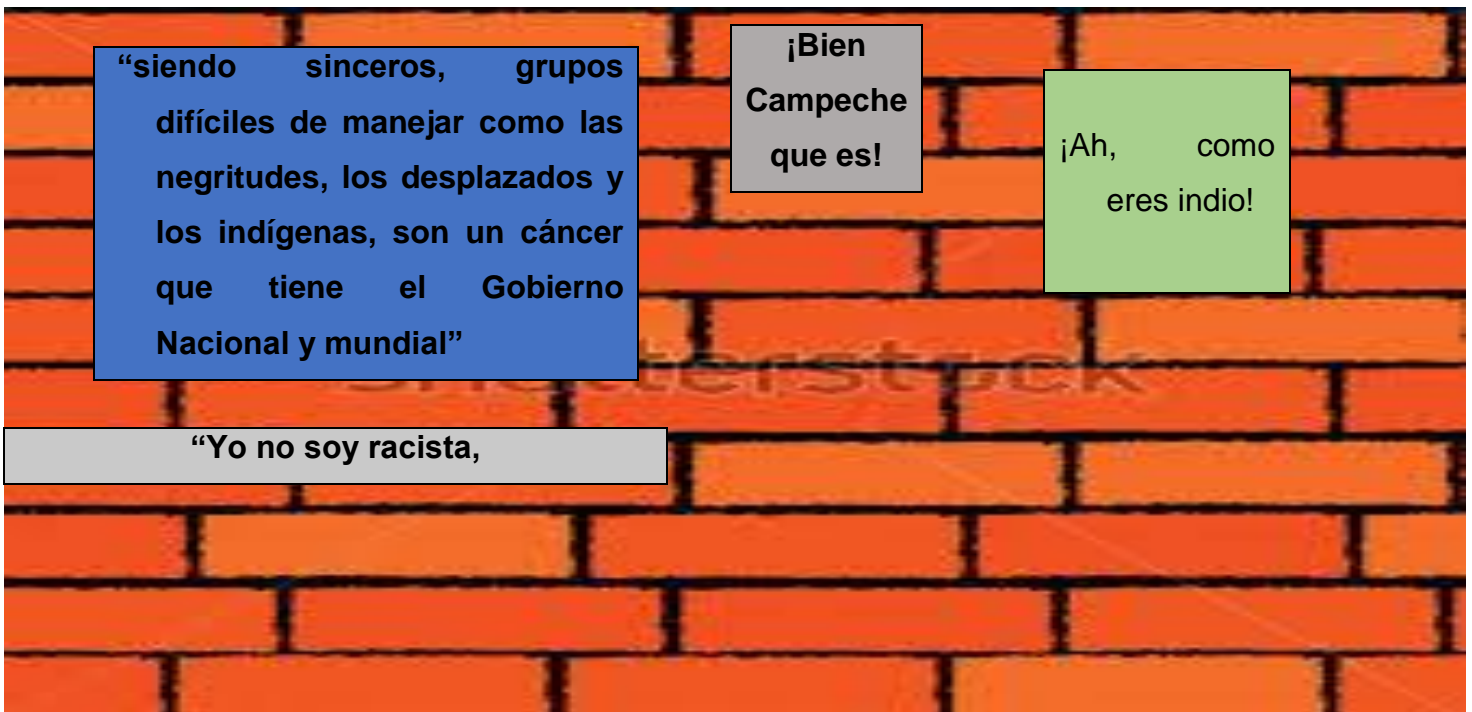 “siendo sinceros, grupos
difíciles de manejar como las
negritudes, los desplazados y
los indígenas, son un cáncer
que tiene el Gobierno
Nacional y mundial”
¡Bien
Campeche
que es!
¡Ah, como
eres indio!
shutterstock
“Yo no soy racista,